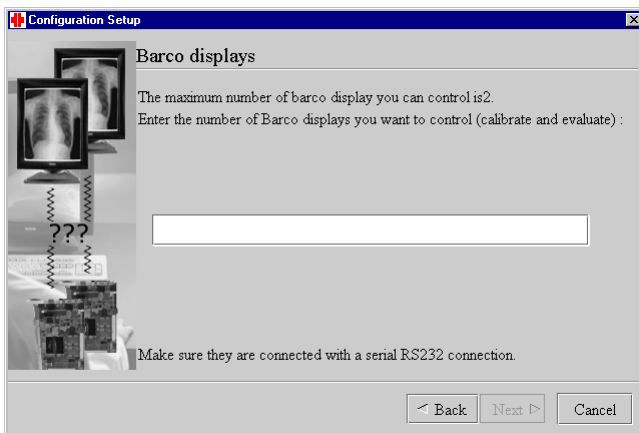 Configuration Setup
Barco displays
The maximum number of barco display you can control is2.
Enter the number of Barco displays you want to control (calibrate and evaluate) :
???
Make sure they are connected with a serial RS232 connection.
Back
Next
Cancel